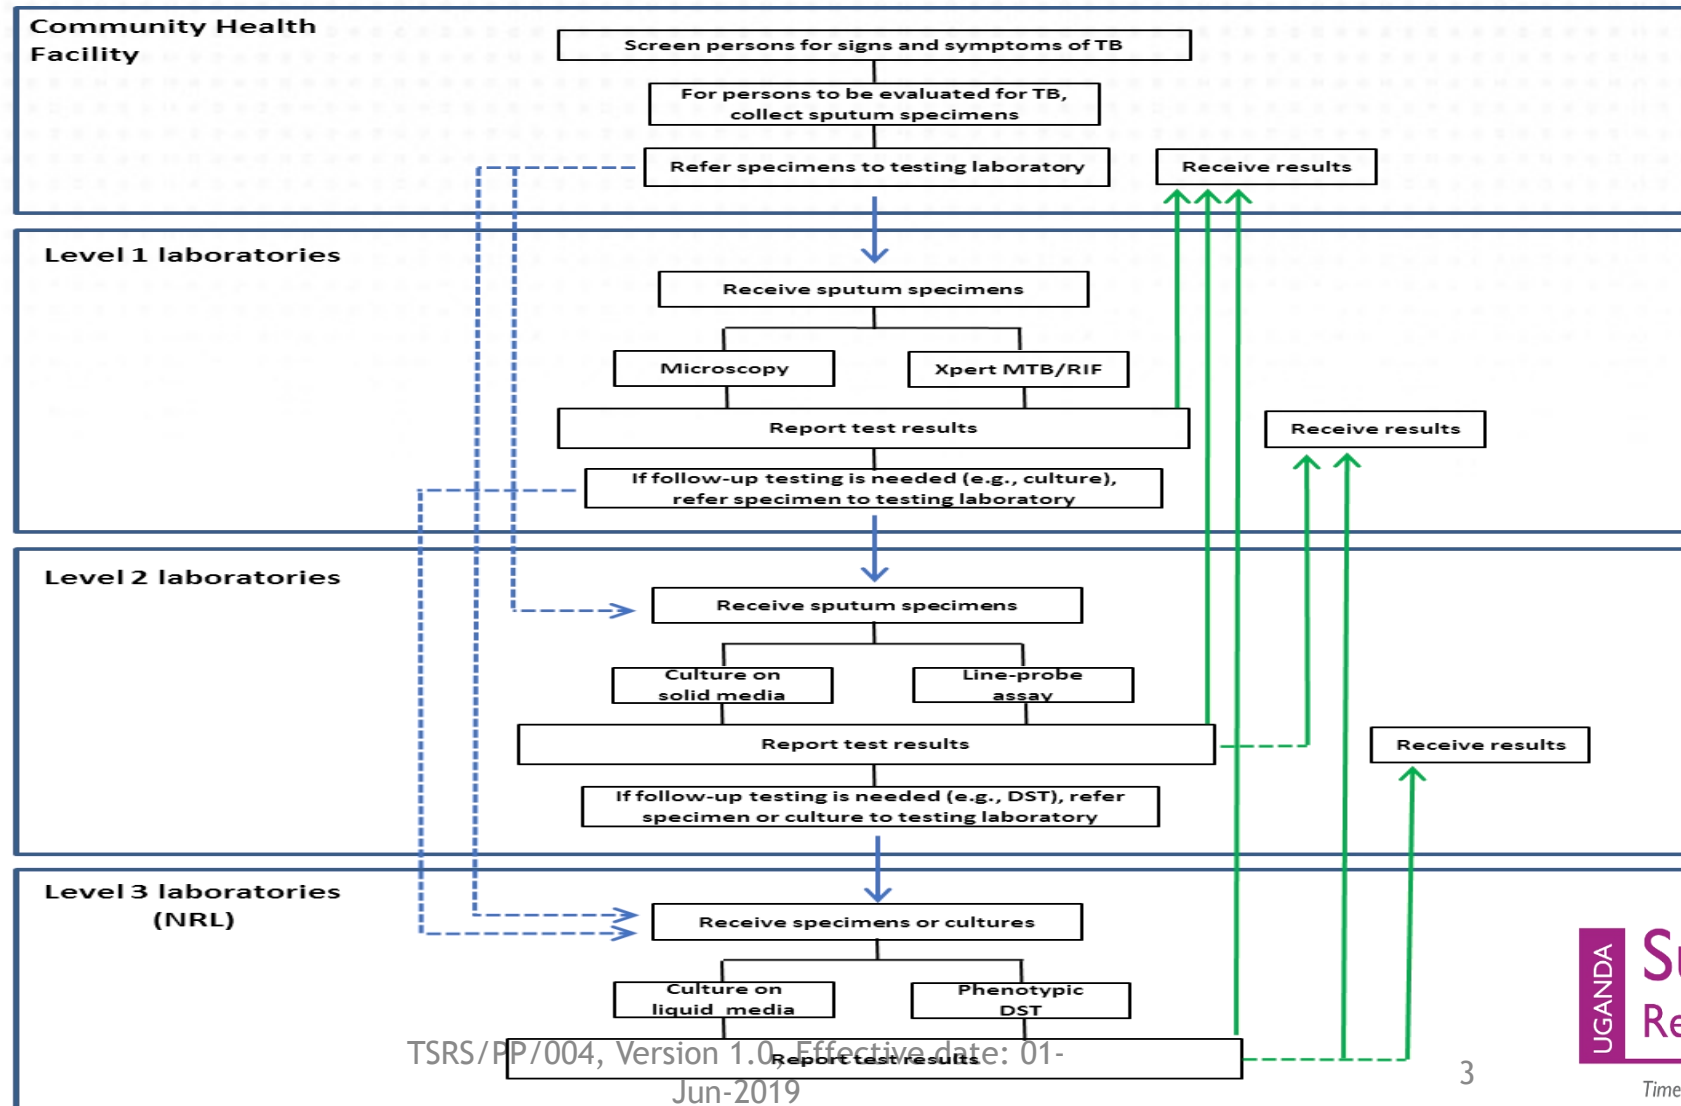 Community Health
Facility
Screen persons for signs and symptoms of TB
For persons to be evaluated for TB,
collect sputum specimens
Refer specimens to testing laboratory
Receive results
Level 1 laboratories
Receive sputum specimens
Microscopy
Xpert MTB/RIF
Report test results
Receive results
If follow-up testing is needed (e.g., culture),
refer specimen to testing laboratory
Level 2 laboratories
Receive sputum specimens
Culture on
solid media
Line-probe
assay
Report test results
Receive results
If follow-up testing is needed (e.g., DST), refer
specimen or culture to testing laboratory
Level 3 laboratories
(NRL)
Receive specimens or cultures
Culture on
liquid media
Phenotypic
DST
Report test results
TSRS/PP/004, Version 1.0, Effective date: 01-
Jun-2019
3
UGANDA
Su
Re
Time